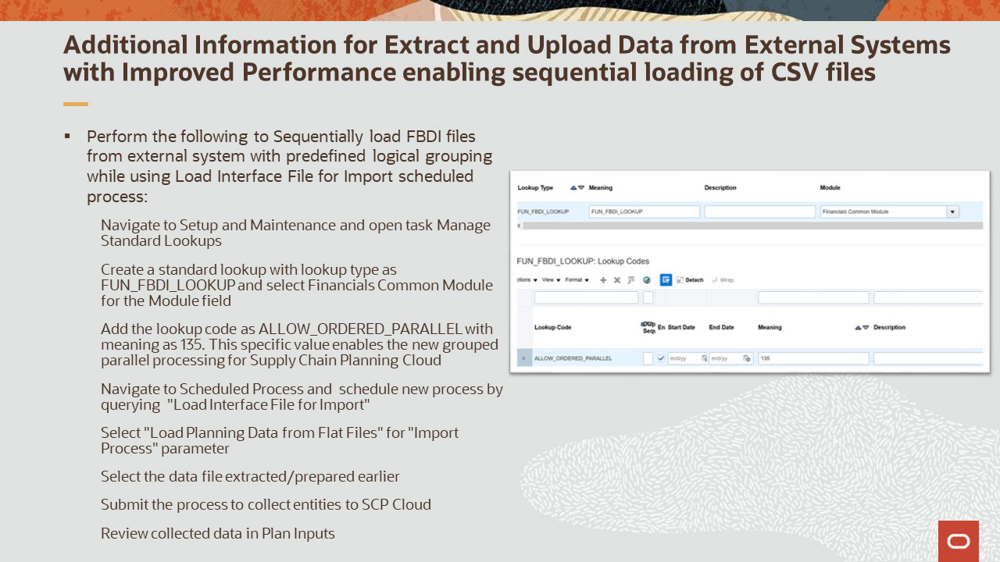 Additional Information for Extract and Upload Data from External Systems
with Improved Performance enabling sequential loading of CSV files
▪ Perform the following to Sequentially load FBDI files
from external system with predefined logical grouping
while using Load Interface File for Import scheduled
process:
Navigate to Setup and Maintenance and open task Manage
Standard Lookups
Create a standard lookup with lookup type as
FUN_FBDI_LOOKUP and select Financials Common Module
for the Module field
Add the lookup code as ALLOW_ORDERED_PARALLEL with
meaning as 135. This specific value enables the new grouped
parallel processing for Supply Chain Planning Cloud
Navigate to Scheduled Process and schedule new process by
querying "Load Interface File for Import"
Select "Load Planning Data from Flat Files" for "Import
Process" parameter
Select the data file extracted/prepared earlier
Submit the process to collect entities to SCP Cloud
Review collected data in Plan Inputs
Lookup Type Meaning Description Module
FUN_FBDI_LOOKUP FUN_FBDI_LOOKUP Financials Common Module
FUN_FBDI_LOOKUP: Lookup Codes
ctions View Format Detach Wrap
Lookup Code Sequ En Start Date End Date Meaning Description
ALLOW_ORDERED_PARALLEL m/d/yy m/d/yy 135